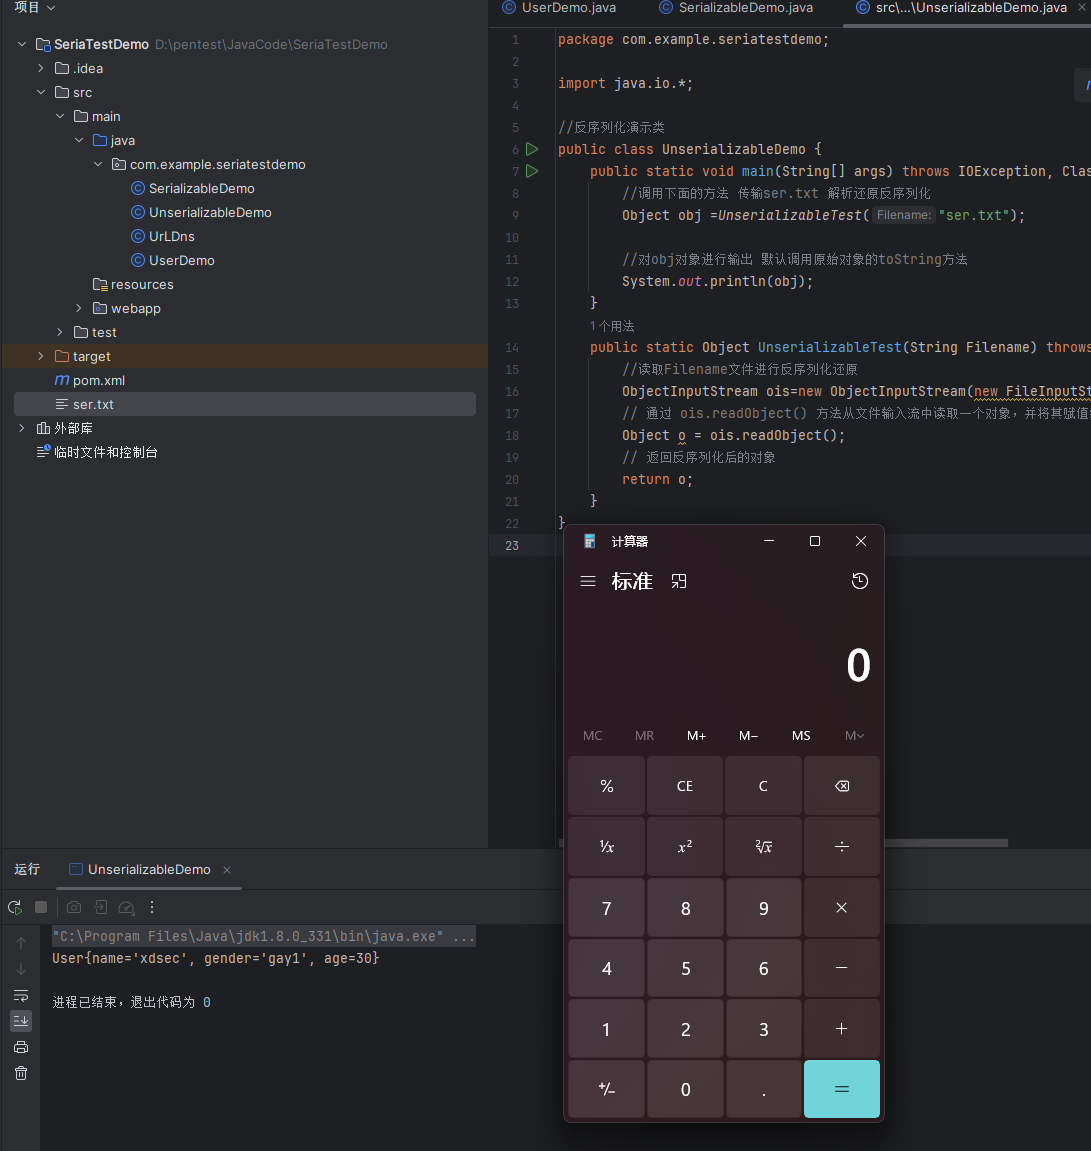 项目
SeriaTestDemo D:\pentest\JavaCode\SeriaTestDemo
.idea
src
main
java
com.example.seriatestdemo
SerializableDemo
UnserializableDemo
UrLDns
UserDemo
resources
webapp
test
target
pom.xml
ser.txt
外部库
临时文件和控制台
UserDemo.java
SerializableDemo.java
src\...\UnserializableDemo.java
1 package com.example.seriatestdemo;
2
3 import java.io.*;
4
5 //反序列化演示类
6 public class UnserializableDemo {
7 public static void main(String[] args) throws IOException, Clas
8 //调用下面的方法 传输ser.txt 解析还原反序列化
9 Object obj =UnserializableTest( Filename: "ser.txt");
10
11 //对obj对象进行输出 默认调用原始对象的toString方法
12 System.out.println(obj);
13 }
1个用法
14 public static Object UnserializableTest(String Filename) throws
15 //读取Filename文件进行反序列化还原
16 ObjectInputStream ois=new ObjectInputStream(new FileInputSt
17 // 通过 ois.readObject() 方法从文件输入流中读取一个对象，并将其赋值
18 Object o = ois.readObject();
19 // 返回反序列化后的对象
20 return o;
21 }
22 }
23
计算器
标准
0
MC MR M+ M− MS M
% CE C
¹/x x² ²√x ÷
7 8 9 ×
4 5 6 −
1 2 3 +
+/− 0 . =
运行 UnserializableDemo
"C:\Program Files\Java\jdk1.8.0_331\bin\java.exe" ...
User{name='xdsec', gender='gay1', age=30}
进程已结束，退出代码为 0